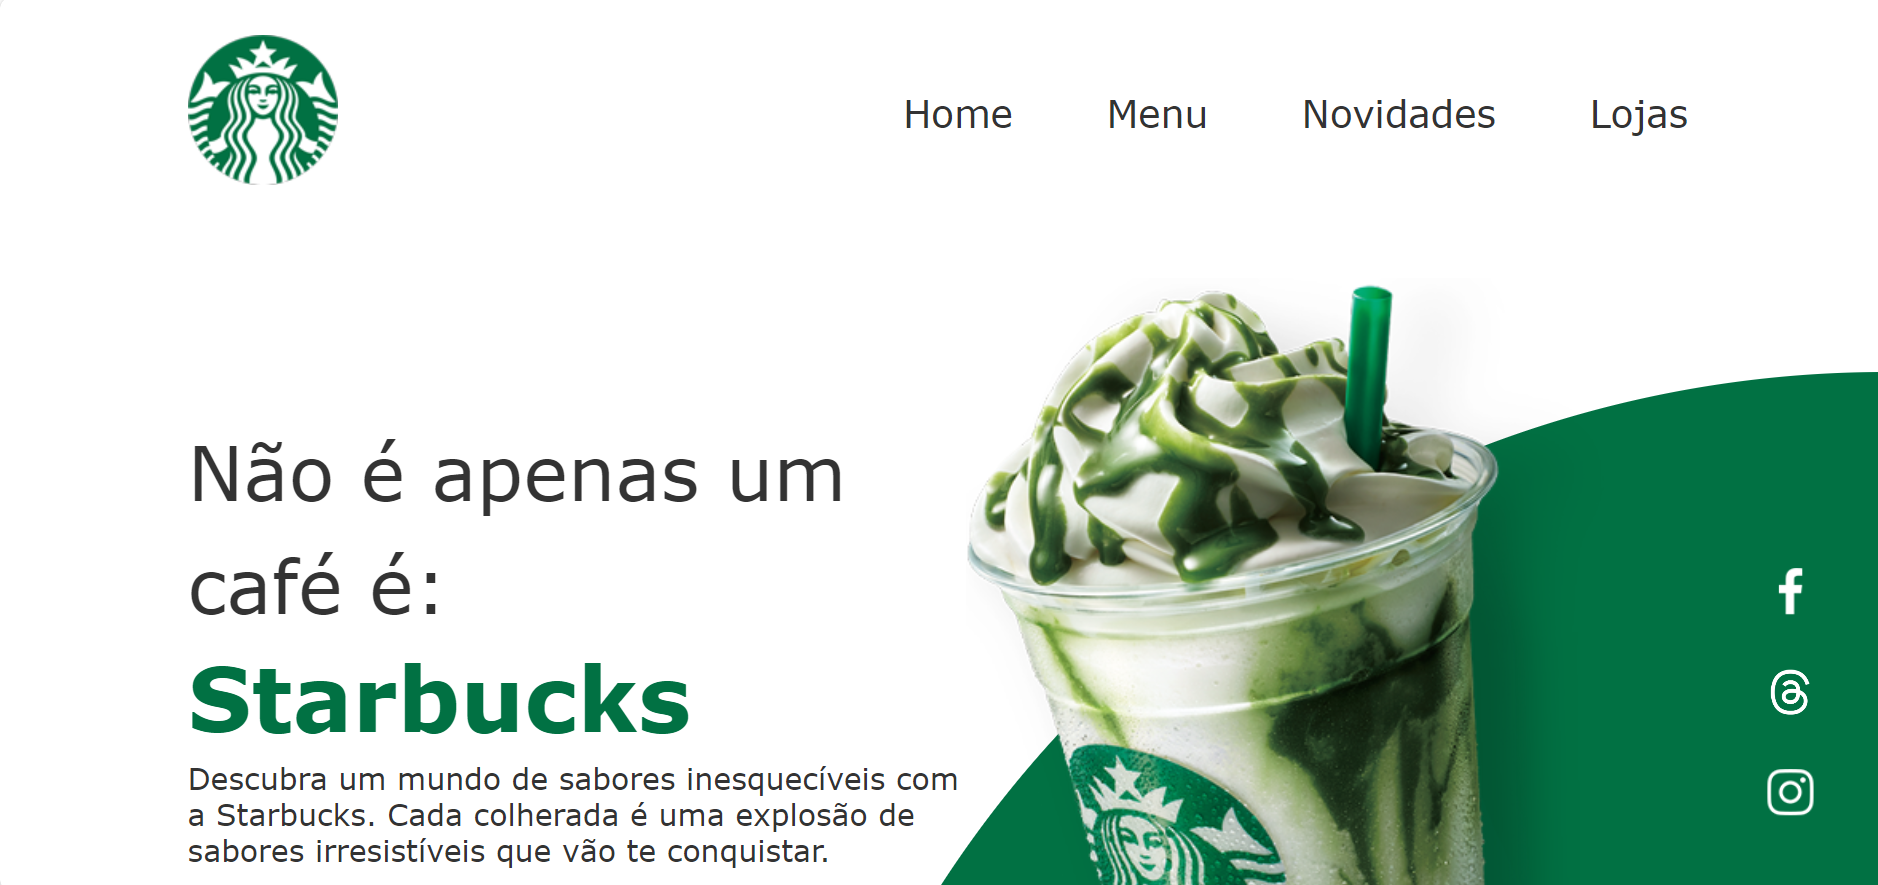 Home Menu Novidades Lojas
Não é apenas um
café é:
Starbucks
Descubra um mundo de sabores inesquecíveis com
a Starbucks. Cada colherada é uma explosão de
sabores irresistíveis que vão te conquistar.